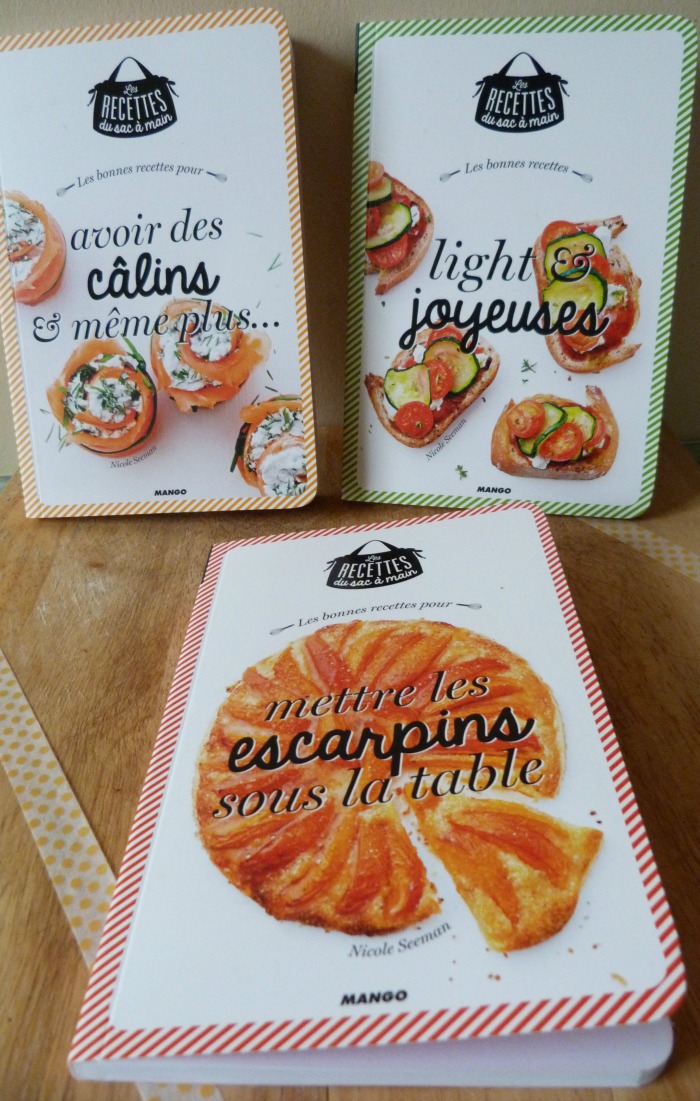 Les
RECETTES
du sac à main
Les bonnes recettes pour
avoir des
câlins
& même plus...
Nicole Seeman
MANGO
Les
RECETTES
du sac à main
Les bonnes recettes
light &
joyeuses
Nicole Seeman
MANGO
Les
RECETTES
du sac à main
Les bonnes recettes pour
mettre les
escarpins
sous la table
Nicole Seeman
MANGO